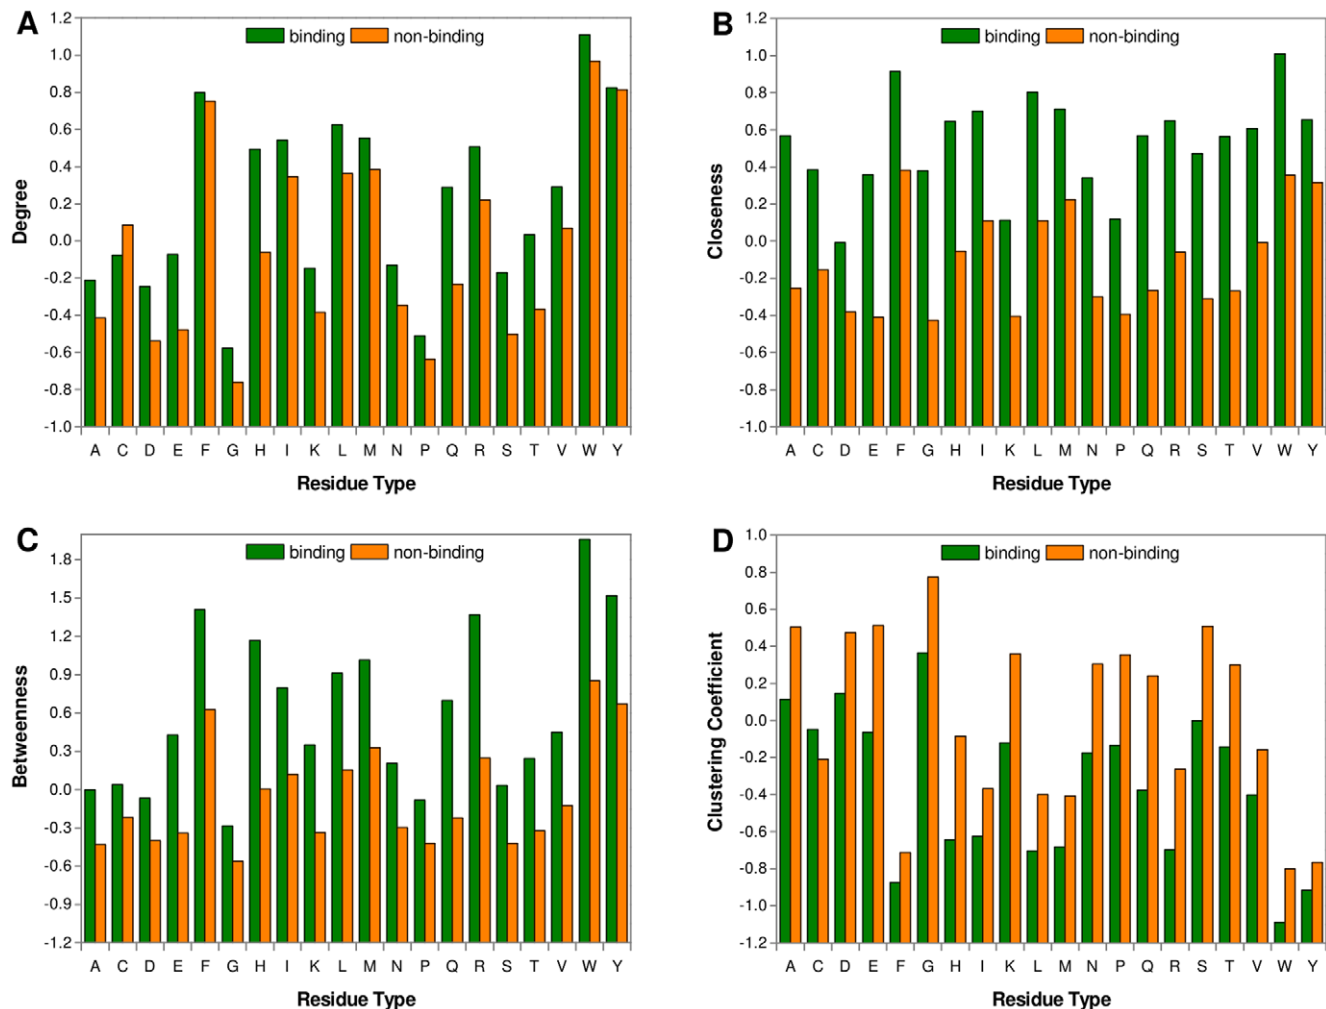 A
binding non-binding
1.2
1.0
0.8
0.6
0.4
0.2
0.0
-0.2
-0.4
-0.6
-0.8
-1.0
Degree
A C D E F G H I K L M N P Q R S T V W Y
Residue Type
B
binding non-binding
1.2
1.0
0.8
0.6
0.4
0.2
0.0
-0.2
-0.4
-0.6
-0.8
-1.0
Closeness
A C D E F G H I K L M N P Q R S T V W Y
Residue Type
C
binding non-binding
1.8
1.5
1.2
0.9
0.6
0.3
0.0
-0.3
-0.6
-0.9
-1.2
Betweenness
A C D E F G H I K L M N P Q R S T V W Y
Residue Type
D
binding non-binding
1.0
0.8
0.6
0.4
0.2
0.0
-0.2
-0.4
-0.6
-0.8
-1.0
-1.2
Clustering Coefficient
A C D E F G H I K L M N P Q R S T V W Y
Residue Type